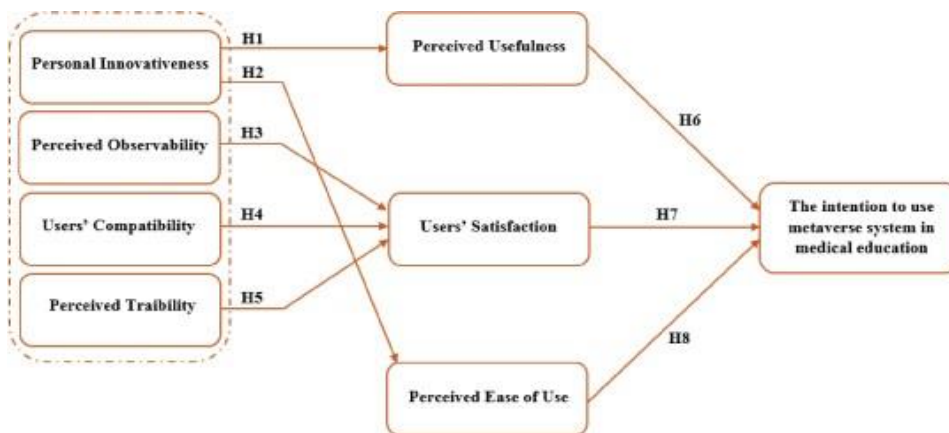 Personal Innovativeness
H1
Perceived Usefulness
H2
Perceived Observability
H3
H6
Users' Compatibility
H4
Users' Satisfaction
H7
The intention to use
metaverse system in
medical education
Perceived Traibility
H5
H8
Perceived Ease of Use